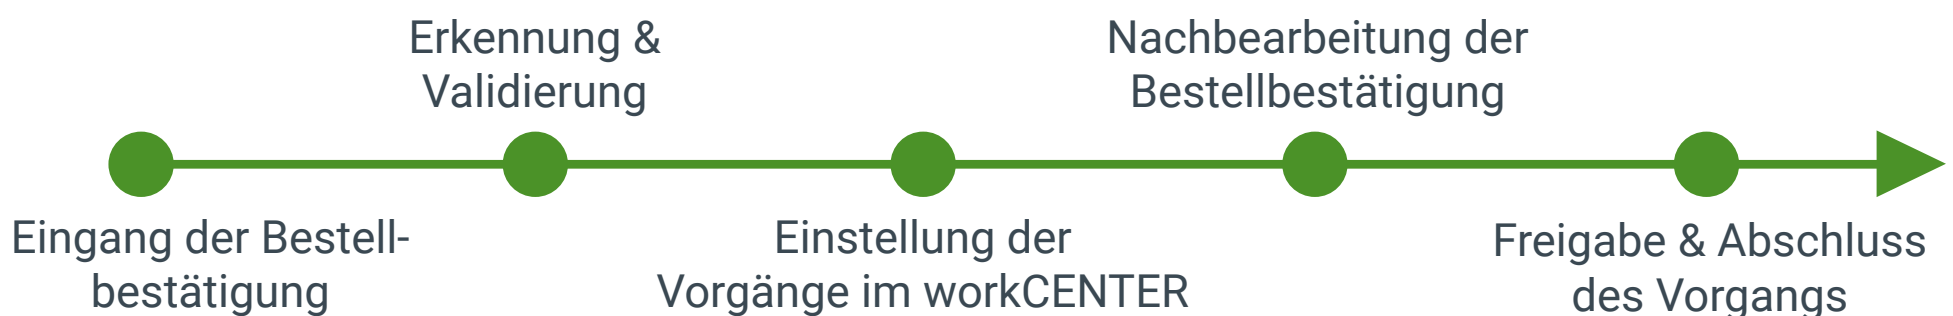 Eingang der Bestell-
bestätigung
Erkennung &
Validierung
Einstellung der
Vorgänge im workCENTER
Nachbearbeitung der
Bestellbestätigung
Freigabe & Abschluss
des Vorgangs